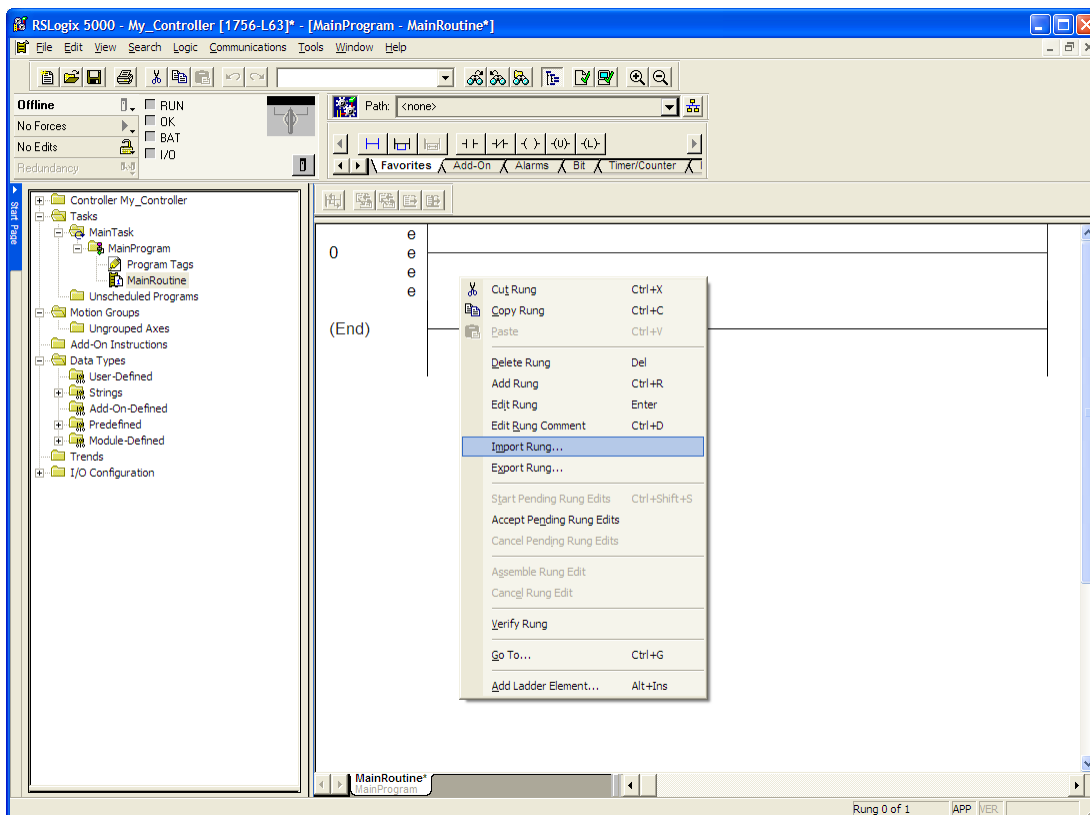 RSLogix 5000 - My_Controller [1756-L63]* - [MainProgram - MainRoutine*]
File Edit View Search Logic Communications Tools Window Help
Offline
RUN
No Forces
OK
No Edits
BAT
Redundancy
I/O
Path: <none>
Favorites Add-On Alarms Bit Timer/Counter
Start Page
Controller My_Controller
Tasks
MainTask
MainProgram
Program Tags
MainRoutine
Unscheduled Programs
Motion Groups
Ungrouped Axes
Add-On Instructions
Data Types
User-Defined
Strings
Add-On-Defined
Predefined
Module-Defined
Trends
I/O Configuration
e
0 e
e
e
(End)
Cut Rung Ctrl+X
Copy Rung Ctrl+C
Paste Ctrl+V
Delete Rung Del
Add Rung Ctrl+R
Edit Rung Enter
Edit Rung Comment Ctrl+D
Import Rung...
Export Rung...
Start Pending Rung Edits Ctrl+Shift+S
Accept Pending Rung Edits
Cancel Pending Rung Edits
Assemble Rung Edit
Cancel Rung Edit
Verify Rung
Go To... Ctrl+G
Add Ladder Element... Alt+Ins
MainRoutine*
MainProgram
Rung 0 of 1 APP VER